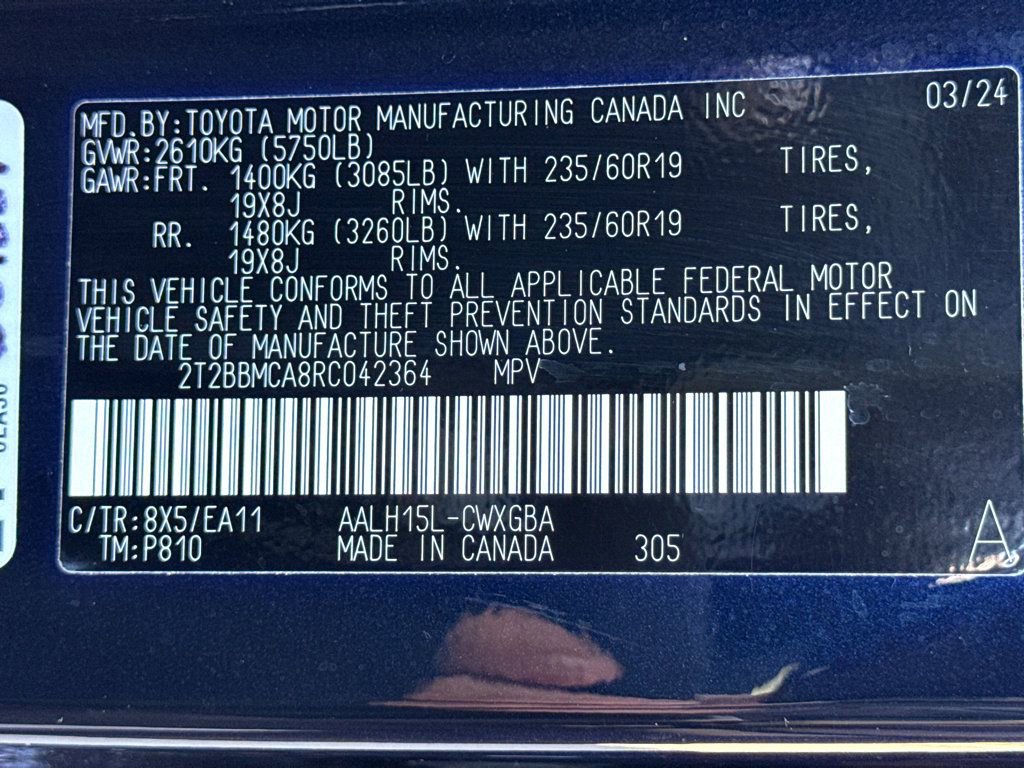 MFD.BY:TOYOTA MOTOR MANUFACTURING CANADA INC 03/24
GVWR:2610KG (5750LB)
GAWR:FRT. 1400KG (3085LB) WITH 235/60R19 TIRES,
19X8J RIMS.
RR. 1480KG (3260LB) WITH 235/60R19 TIRES,
19X8J RIMS.
THIS VEHICLE CONFORMS TO ALL APPLICABLE FEDERAL MOTOR
VEHICLE SAFETY AND THEFT PREVENTION STANDARDS IN EFFECT ON
THE DATE OF MANUFACTURE SHOWN ABOVE.
2T2BBMCA8RC042364 MPV
C/TR:8X5/EA11 AALH15L-CWXGBA
TM:P810 MADE IN CANADA 305 A